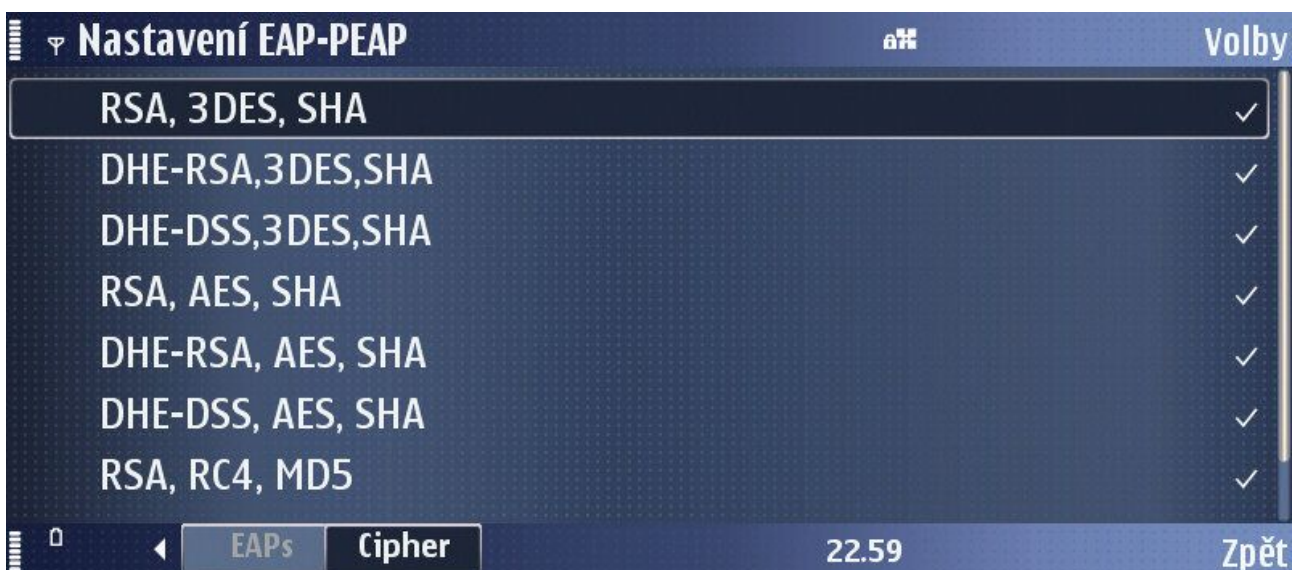 Nastavení EAP-PEAP Volby
RSA, 3DES, SHA
DHE-RSA,3DES,SHA
DHE-DSS,3DES,SHA
RSA, AES, SHA
DHE-RSA, AES, SHA
DHE-DSS, AES, SHA
RSA, RC4, MD5
EAPs Cipher 22.59 Zpět